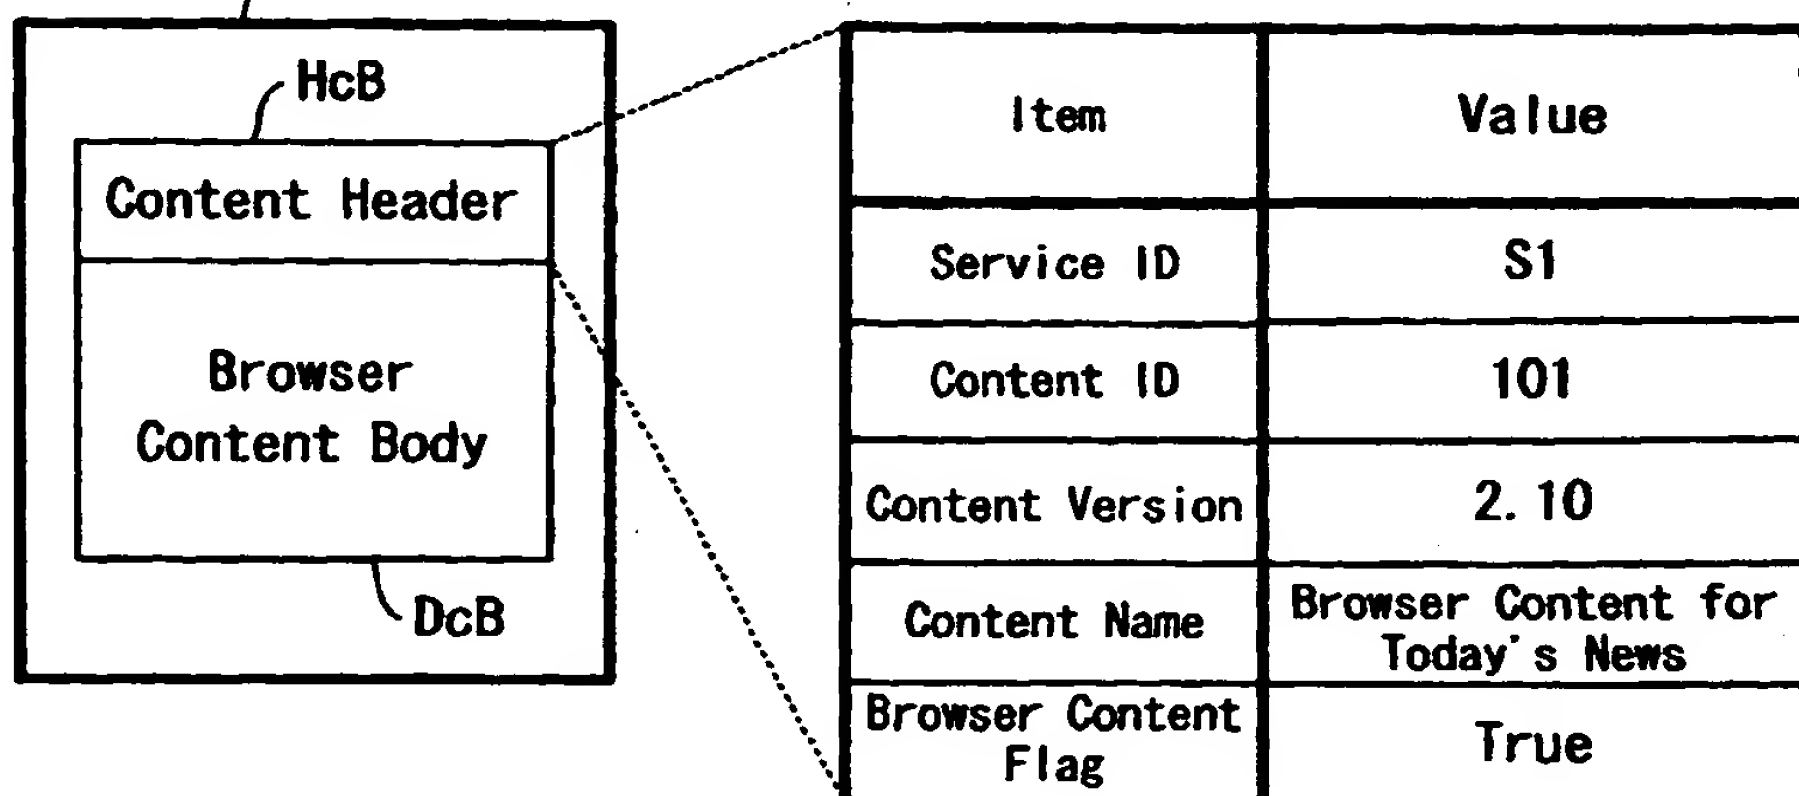 HcB
Content Header
Browser
Content Body
DcB
Item Value
Service ID S1
Content ID 101
Content Version 2.10
Content Name Browser Content for
Today's News
Browser Content
Flag True